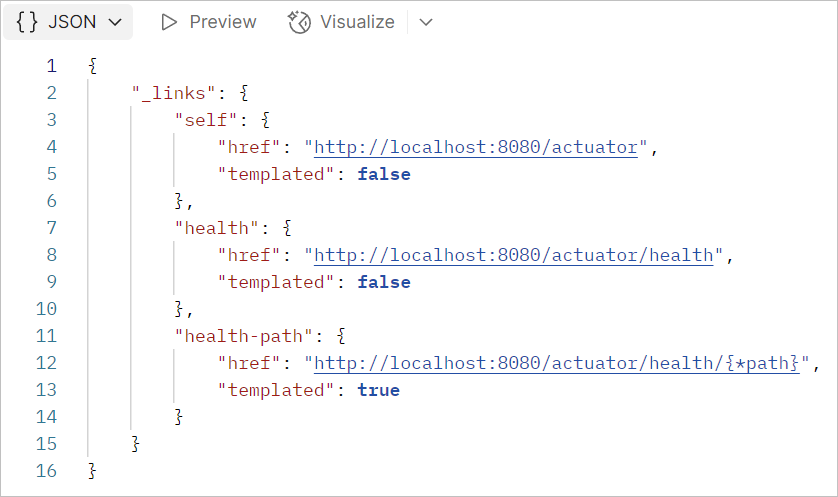 {} JSON Preview Visualize
1 {
2 "_links": {
3 "self": {
4 "href": "http://localhost:8080/actuator",
5 "templated": false
6 },
7 "health": {
8 "href": "http://localhost:8080/actuator/health",
9 "templated": false
10 },
11 "health-path": {
12 "href": "http://localhost:8080/actuator/health/{*path}",
13 "templated": true
14 }
15 }
16 }